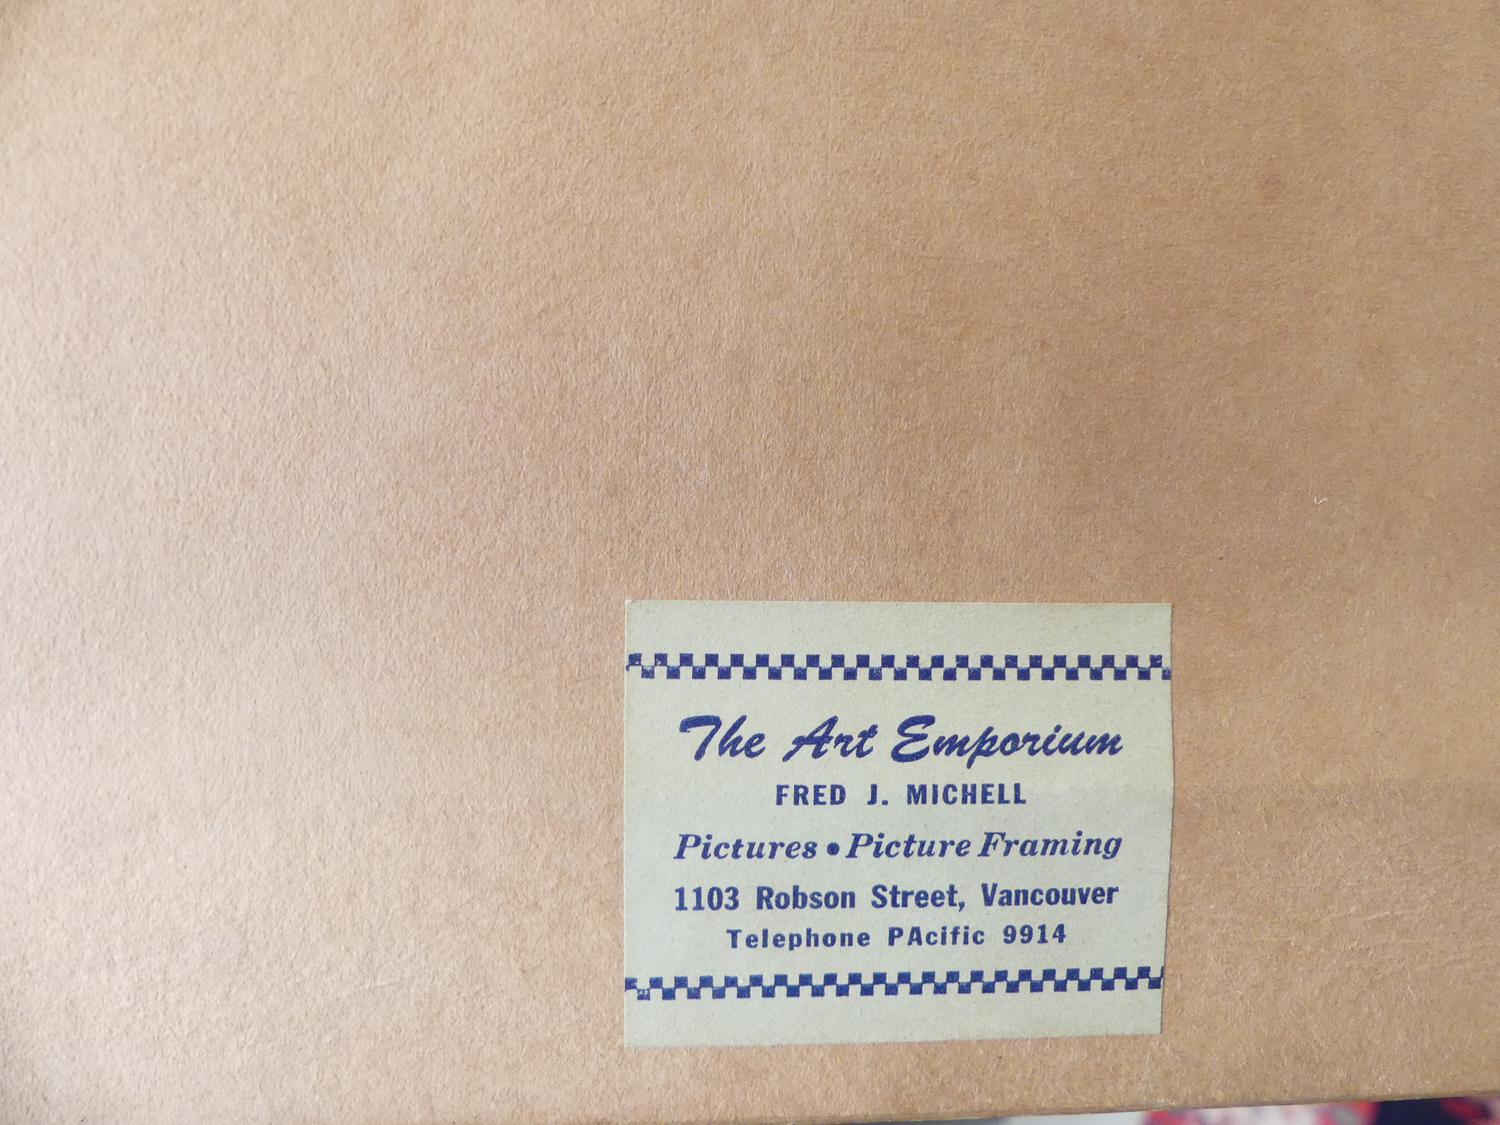 The Art Emporium
FRED J. MICHELL
Pictures • Picture Framing
1103 Robson Street, Vancouver
Telephone PAcific 9914